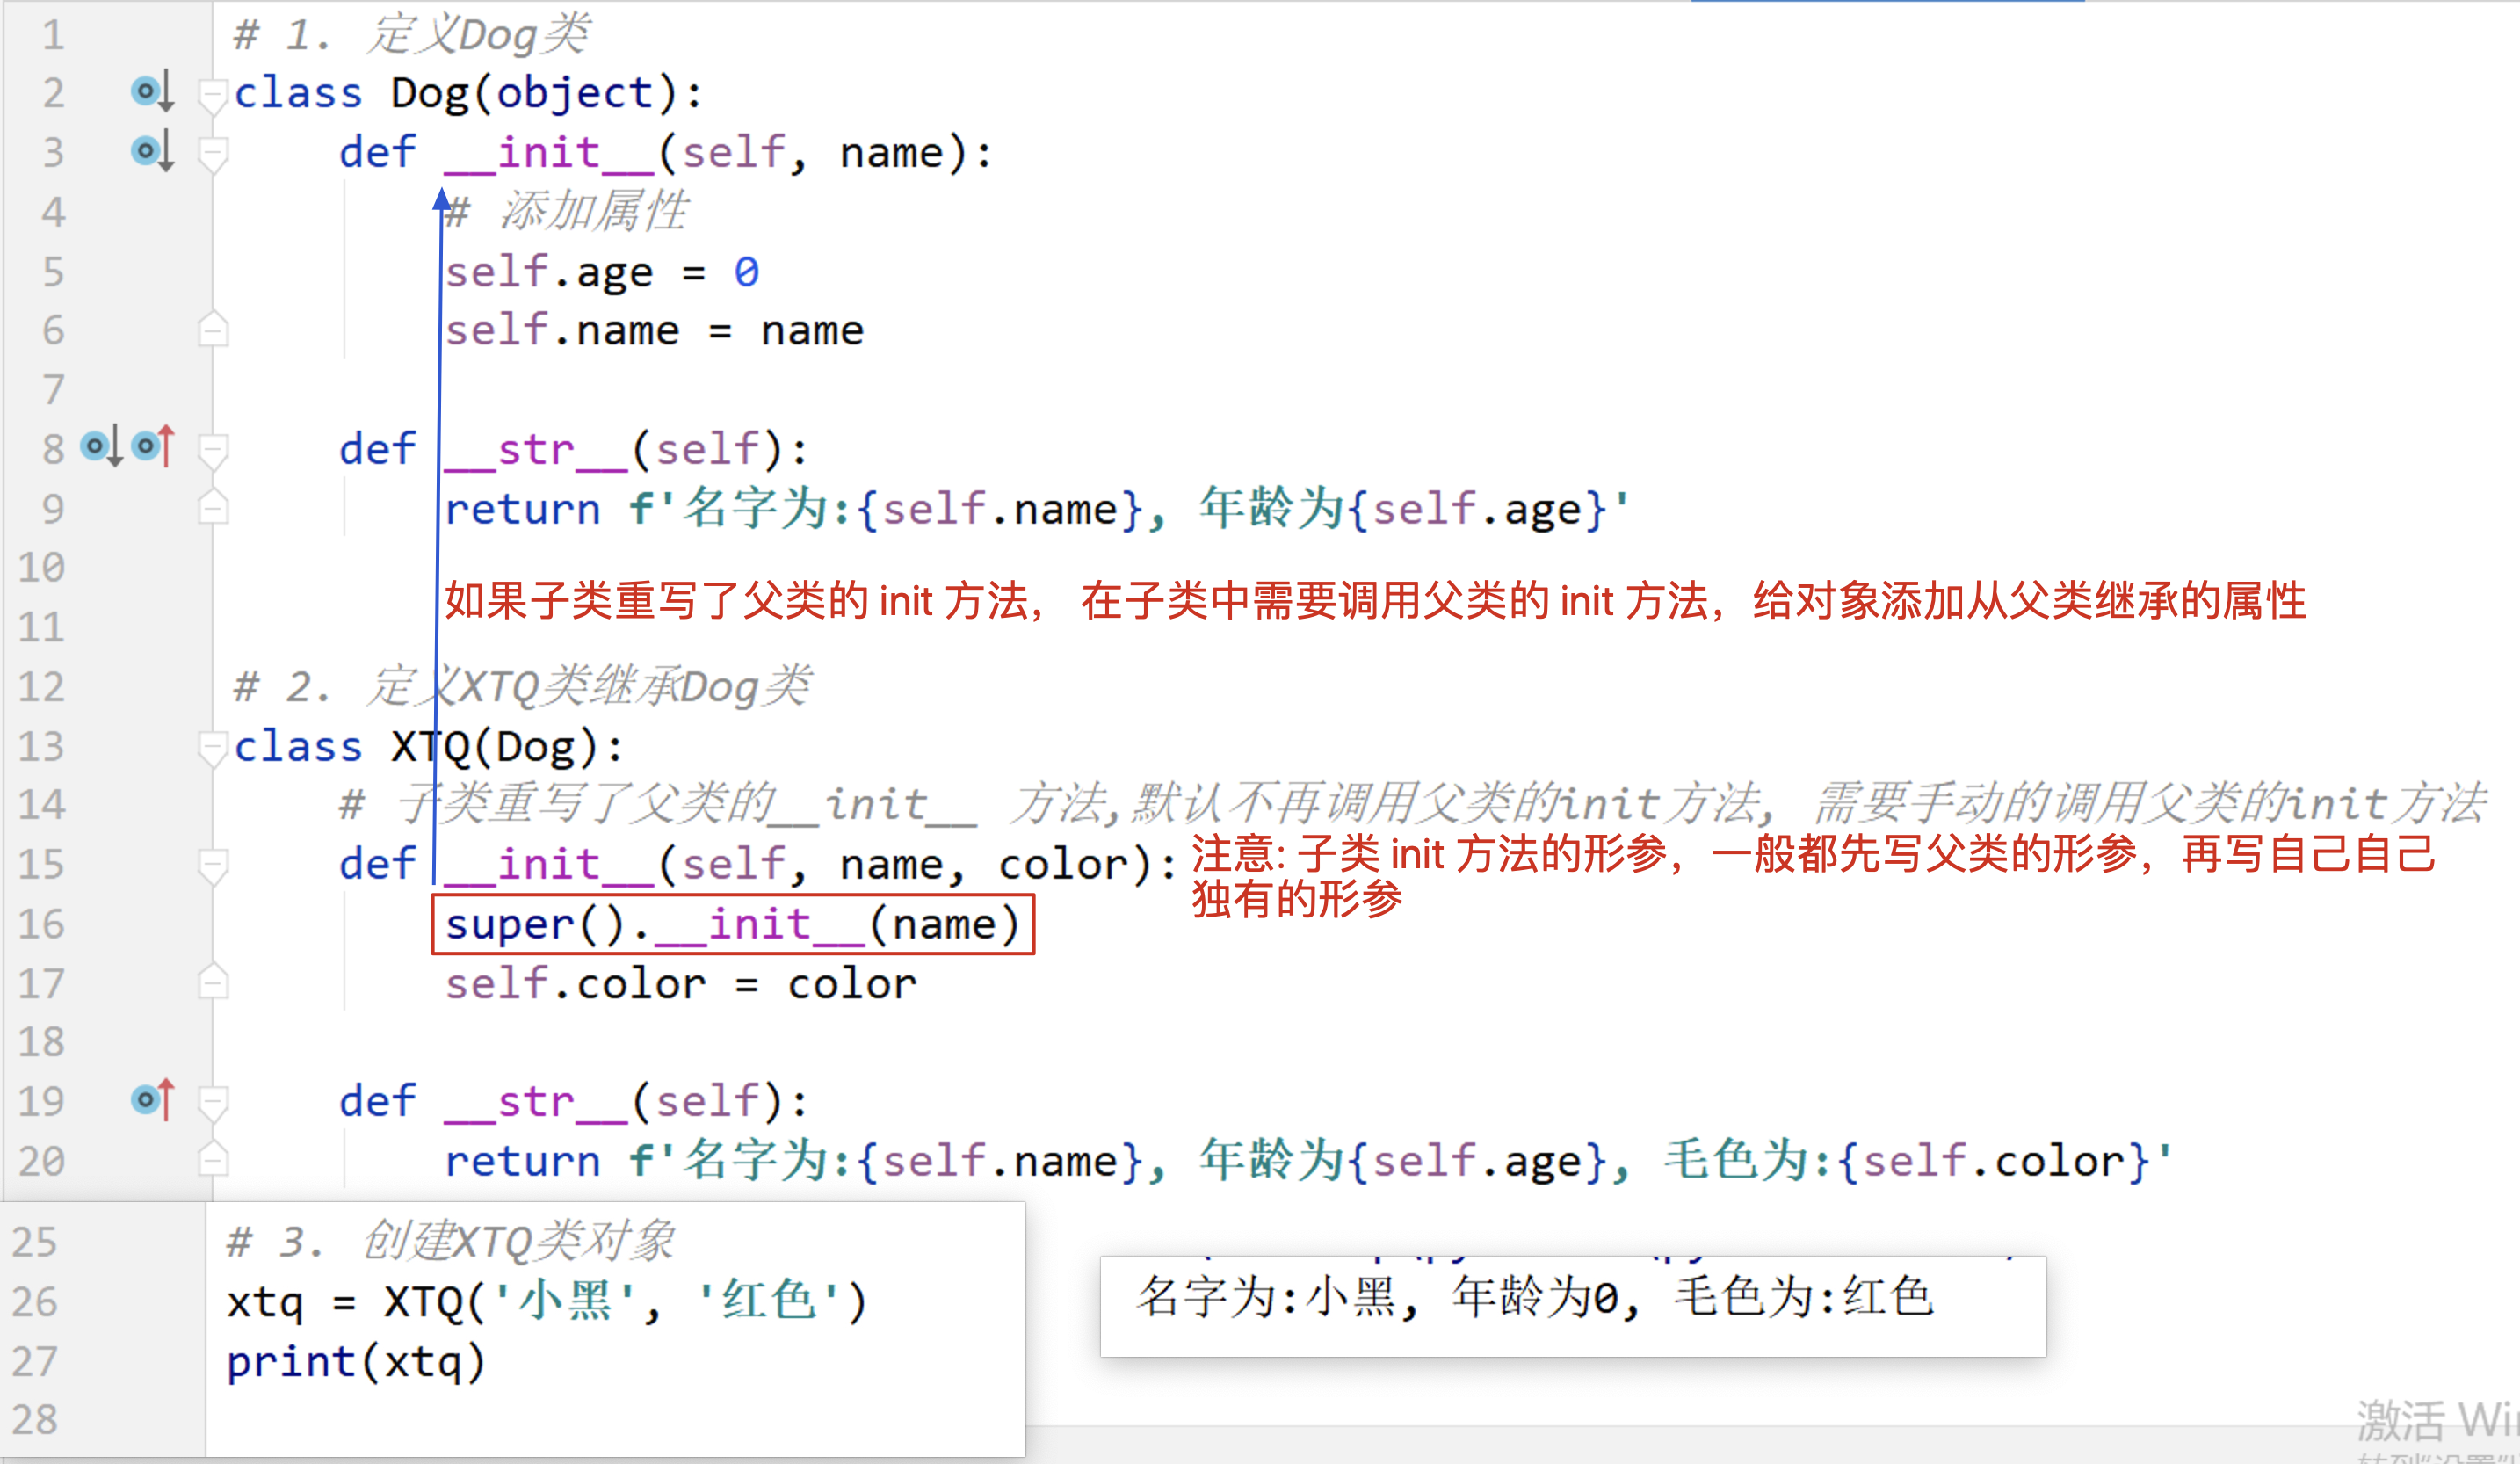 1 # 1. 定义Dog类
2 class Dog(object):
3 def __init__(self, name):
4 # 添加属性
5 self.age = 0
6 self.name = name
7
8 def __str__(self):
9 return f'名字为:{self.name}, 年龄为{self.age}'
10
如果子类重写了父类的 init 方法， 在子类中需要调用父类的 init 方法，给对象添加从父类继承的属性
11
12 # 2. 定义XTQ类继承Dog类
13 class XTQ(Dog):
14 # 子类重写了父类的__init__ 方法,默认不再调用父类的init方法, 需要手动的调用父类的init方法
15 def __init__(self, name, color):
注意: 子类 init 方法的形参，一般都先写父类的形参，再写自己自己
独有的形参
16 super().__init__(name)
17 self.color = color
18
19 def __str__(self):
20 return f'名字为:{self.name}, 年龄为{self.age}, 毛色为:{self.color}'
25 # 3. 创建XTQ类对象
26 xtq = XTQ('小黑', '红色')
27 print(xtq)
28
名字为:小黑, 年龄为0, 毛色为:红色
激活 Wi